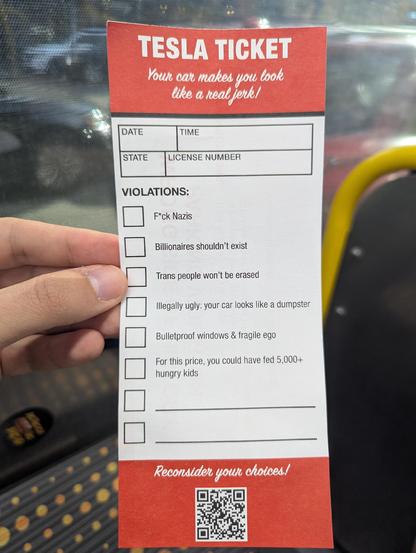 TESLA TICKET
Your car makes you look
like a real jerk!
DATE
TIME
STATE
LICENSE NUMBER
VIOLATIONS:
F*ck Nazis
Billionaires shouldn't exist
Trans people won't be erased
Illegally ugly: your car looks like a dumpster
Bulletproof windows & fragile ego
For this price, you could have fed 5,000+
hungry kids
Reconsider your choices!